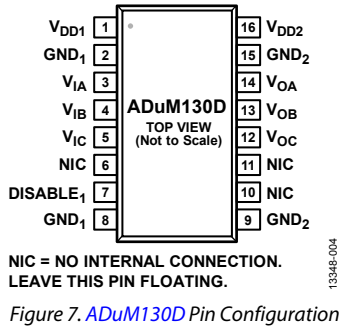 VDD1 1 16 VDD2
GND1 2 15 GND2
VIA 3 14 VOA
VIB 4 ADuM130D 13 VOB
TOP VIEW
(Not to Scale)
VIC 5 12 VOC
NIC 6 11 NIC
DISABLE1 7 10 NIC
GND1 8 9 GND2
NIC = NO INTERNAL CONNECTION.
LEAVE THIS PIN FLOATING.
13348-004
Figure 7. ADuM130D Pin Configuration